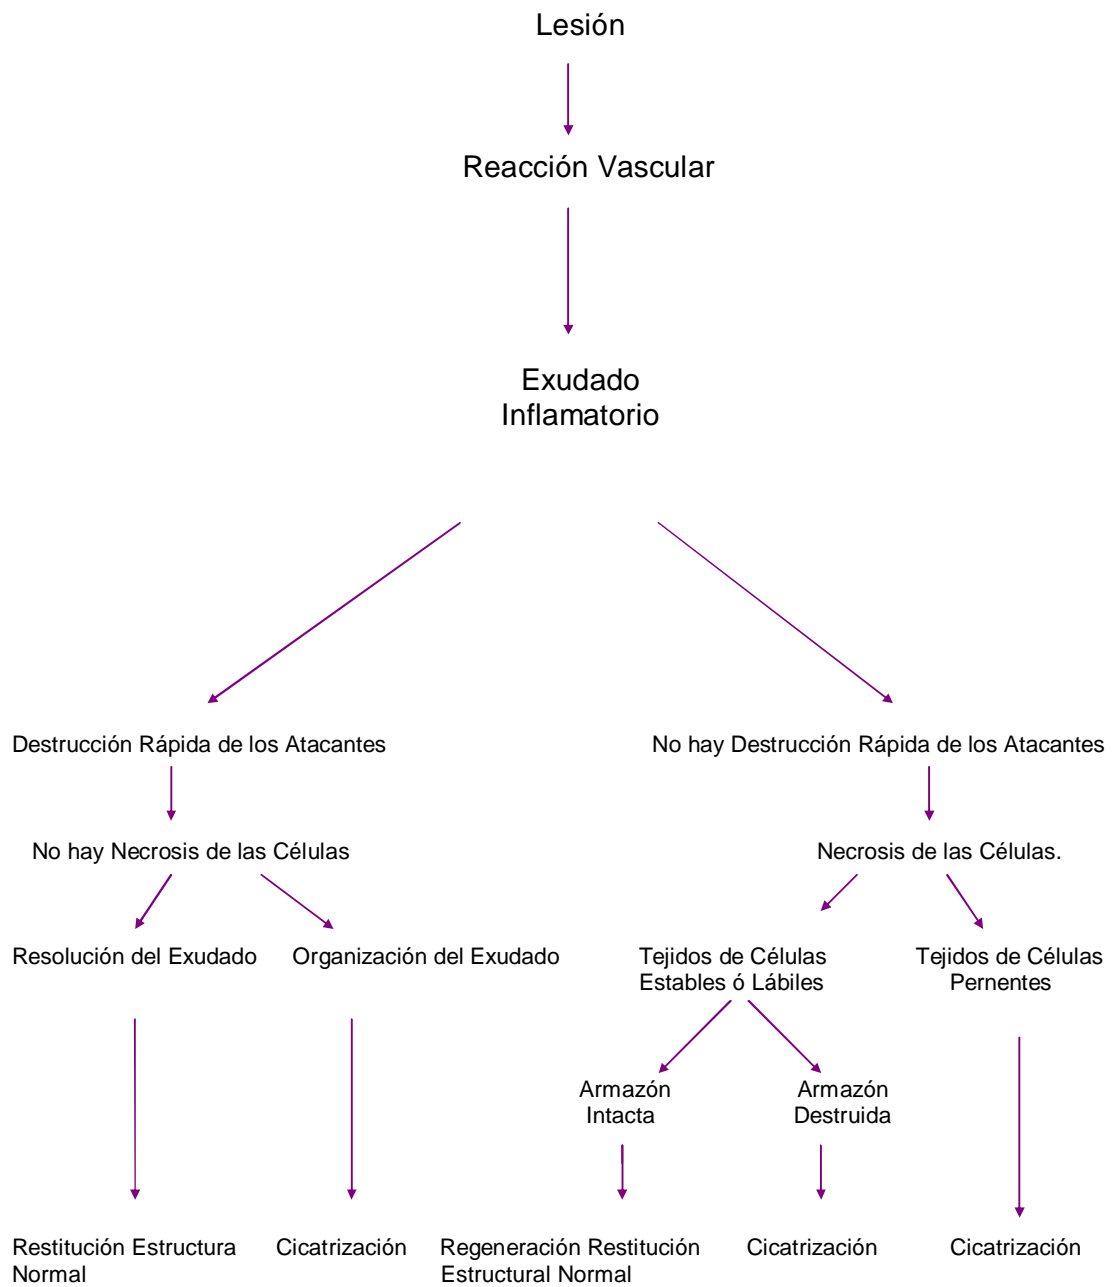 Lesión
Reacción Vascular
Exudado
Inflamatorio
Destrucción Rápida de los Atacantes
No hay Destrucción Rápida de los Atacantes
No hay Necrosis de las Células
Necrosis de las Células.
Resolución del Exudado
Organización del Exudado
Tejidos de Células
Estables ó Lábiles
Tejidos de Células
Pernentes
Armazón
Intacta
Armazón
Destruida
Restitución Estructura
Normal
Cicatrización
Regeneración Restitución
Estructural Normal
Cicatrización
Cicatrización